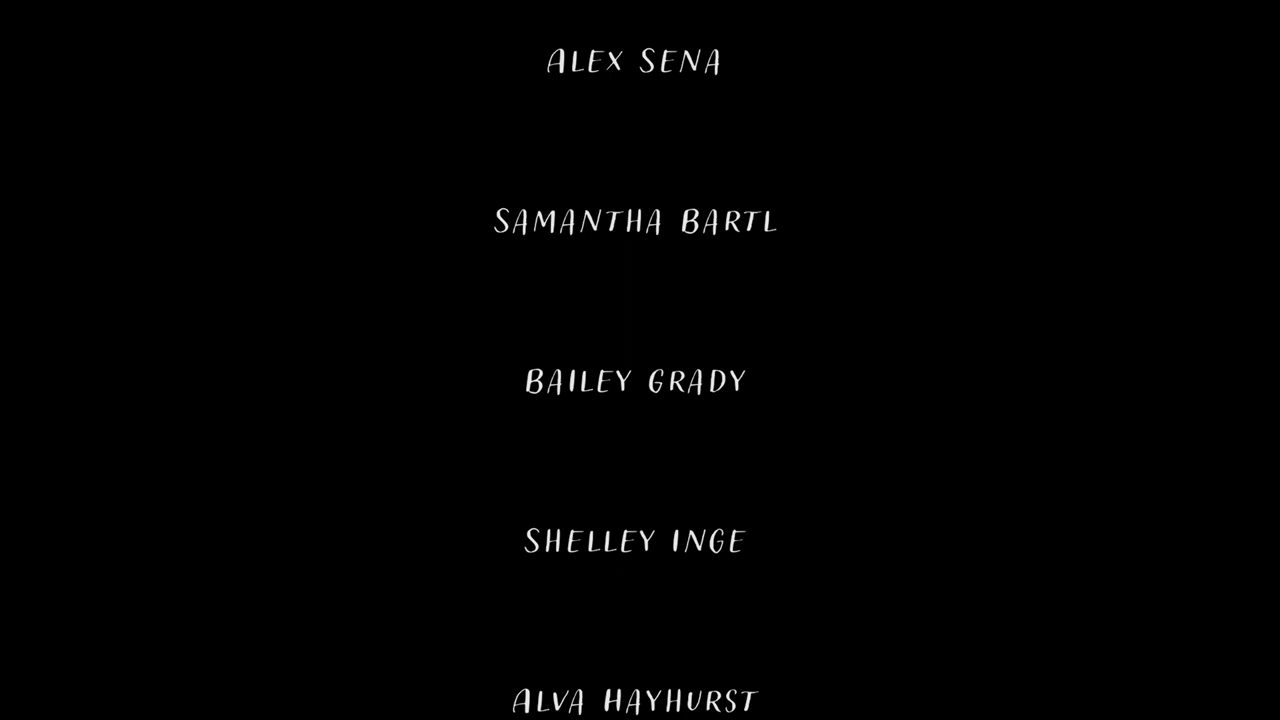 ALEX SENA
SAMANTHA BARTL
BAILEY GRADY
SHELLEY INGE
ALVA HAYHURST